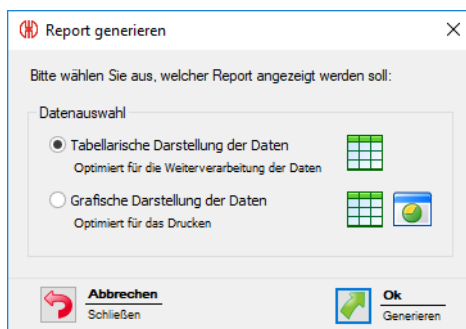 Report generieren
Bitte wählen Sie aus, welcher Report angezeigt werden soll:
Datenauswahl
Tabellarische Darstellung der Daten
Optimiert für die Weiterverarbeitung der Daten
Grafische Darstellung der Daten
Optimiert für das Drucken
Abbrechen
Schließen
Ok
Generieren